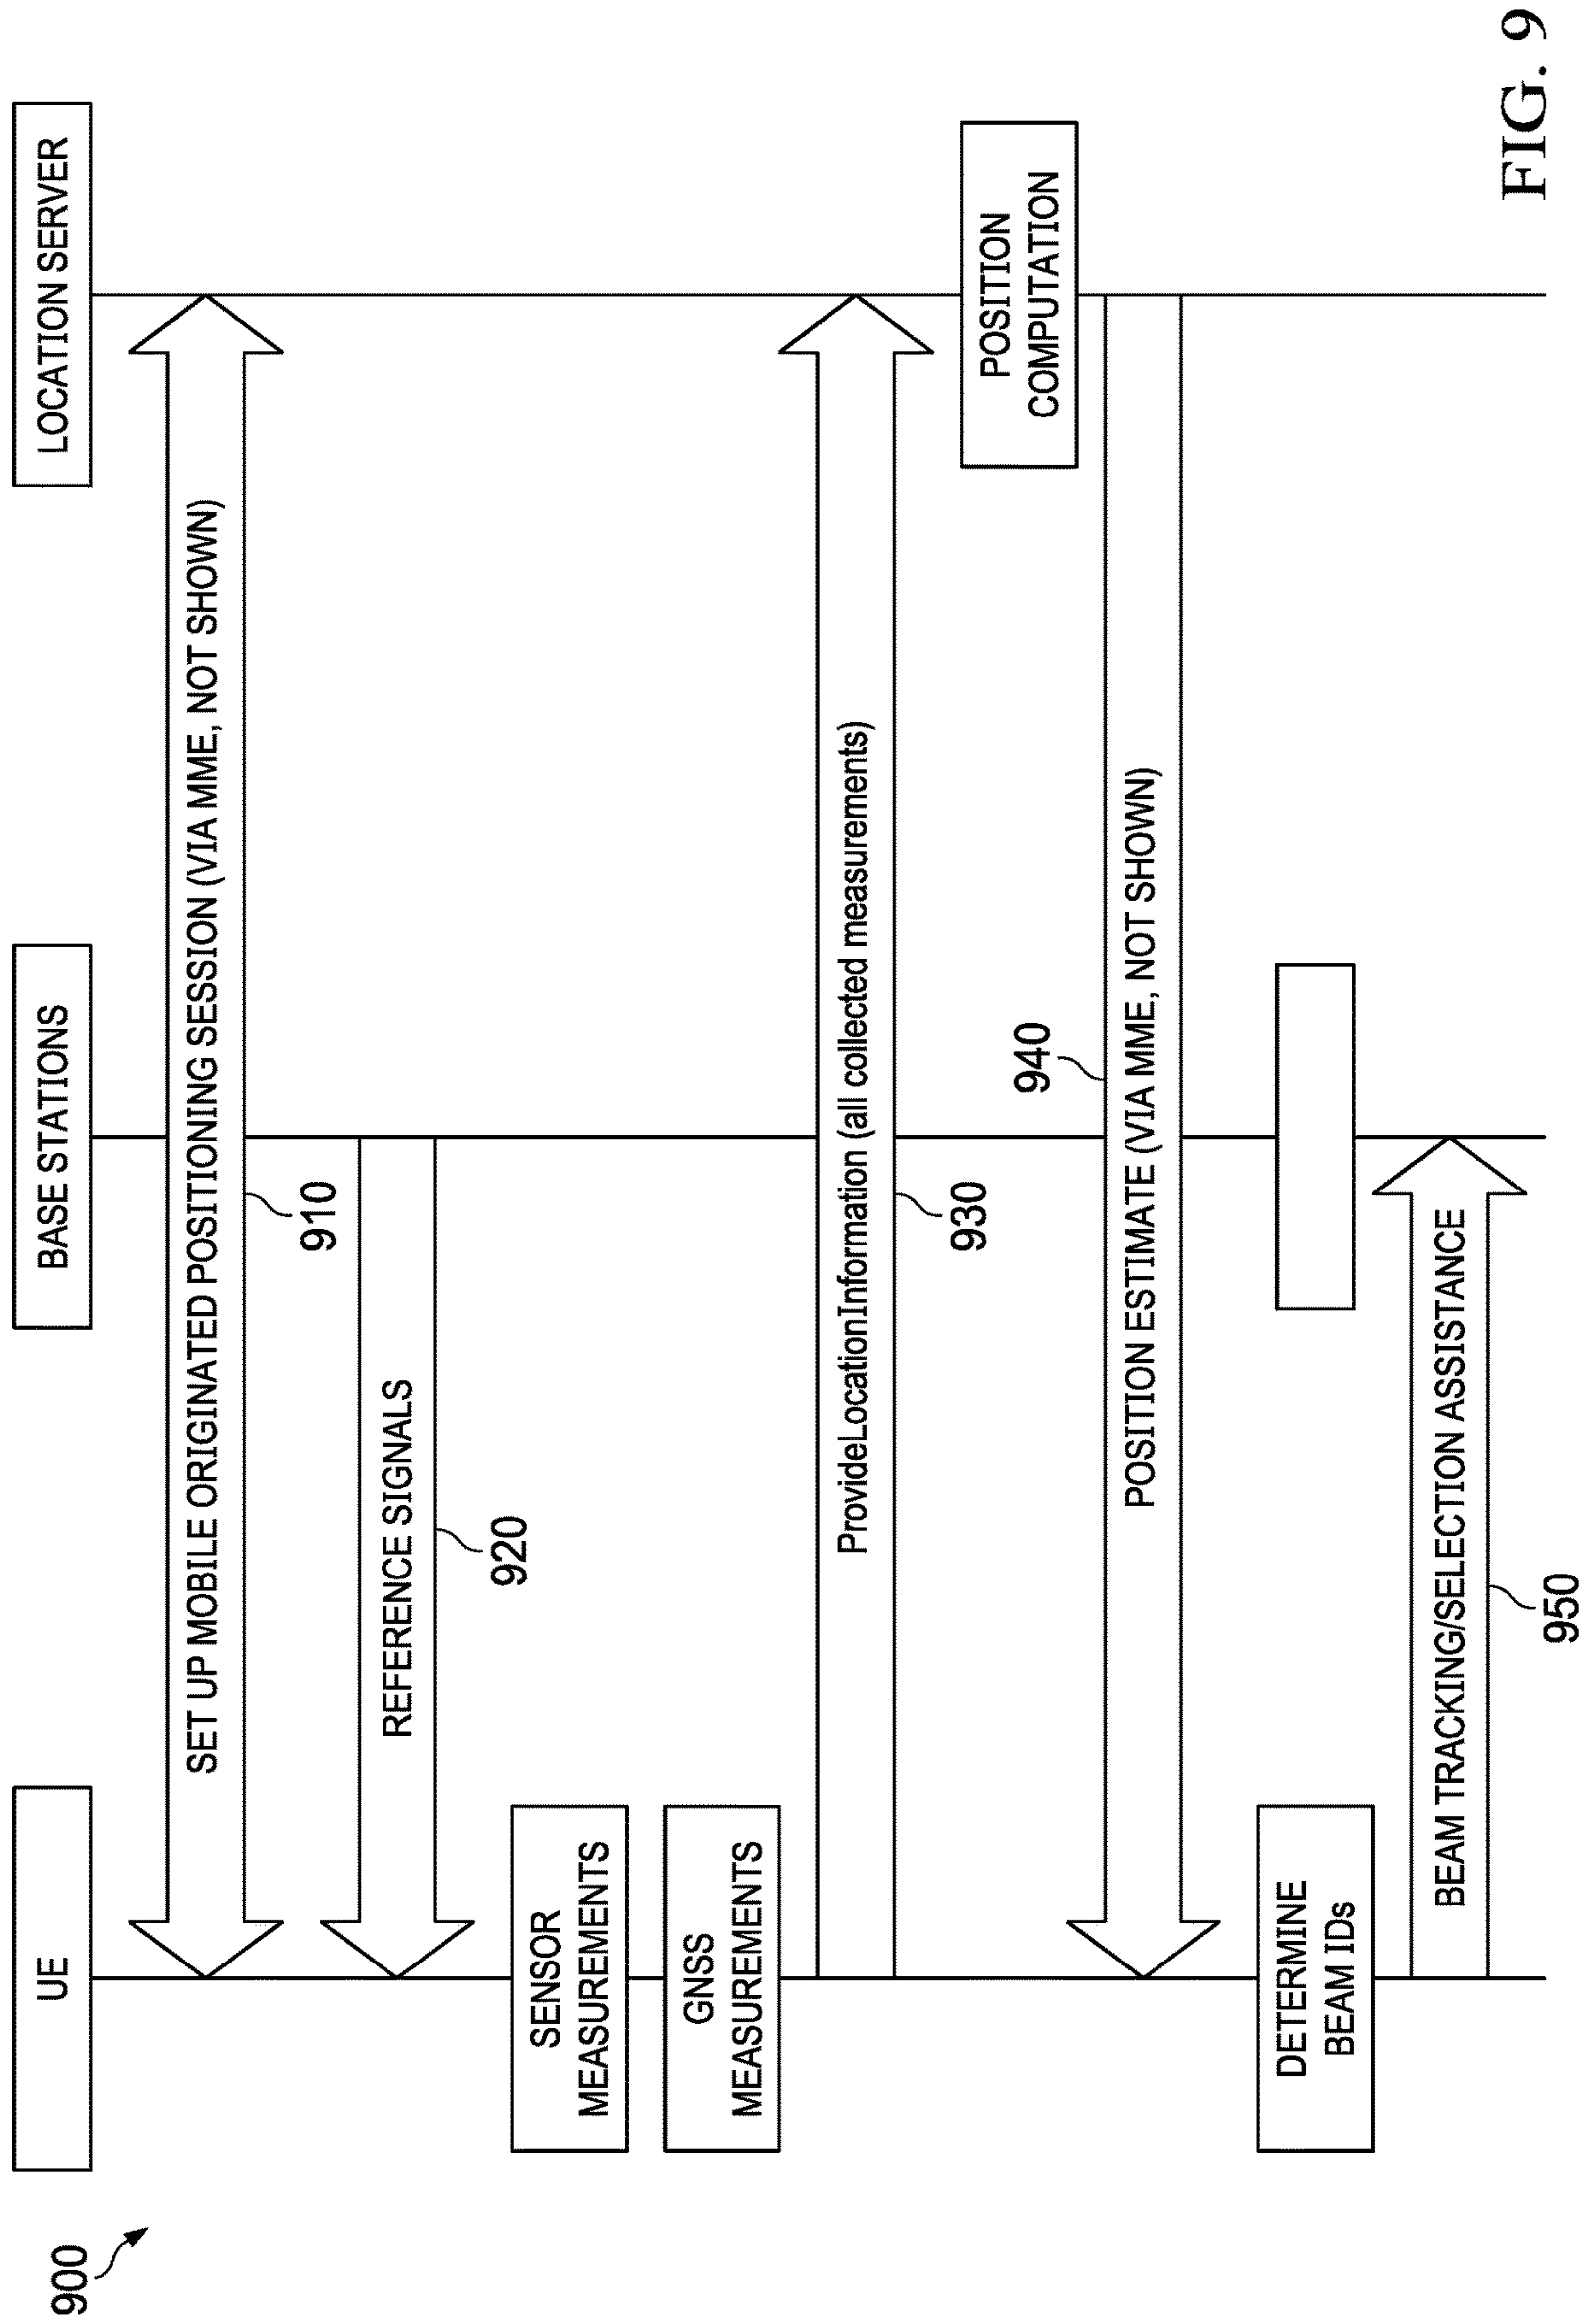 900
UE
BASE STATIONS
LOCATION SERVER
SET UP MOBILE ORIGINATED POSITIONING SESSION (VIA MME, NOT SHOWN)
910
REFERENCE SIGNALS
920
SENSOR
MEASUREMENTS
GNSS
MEASUREMENTS
ProvideLocationInformation (all collected measurements)
930
POSITION
COMPUTATION
940
POSITION ESTIMATE (VIA MME, NOT SHOWN)
DETERMINE
BEAM IDs
BEAM TRACKING/SELECTION ASSISTANCE
950
FIG. 9